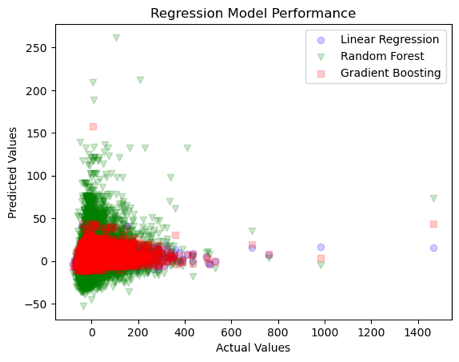 Regression Model Performance
Linear Regression
Random Forest
Gradient Boosting
Predicted Values
250
200
150
100
50
0
−50
0 200 400 600 800 1000 1200 1400
Actual Values